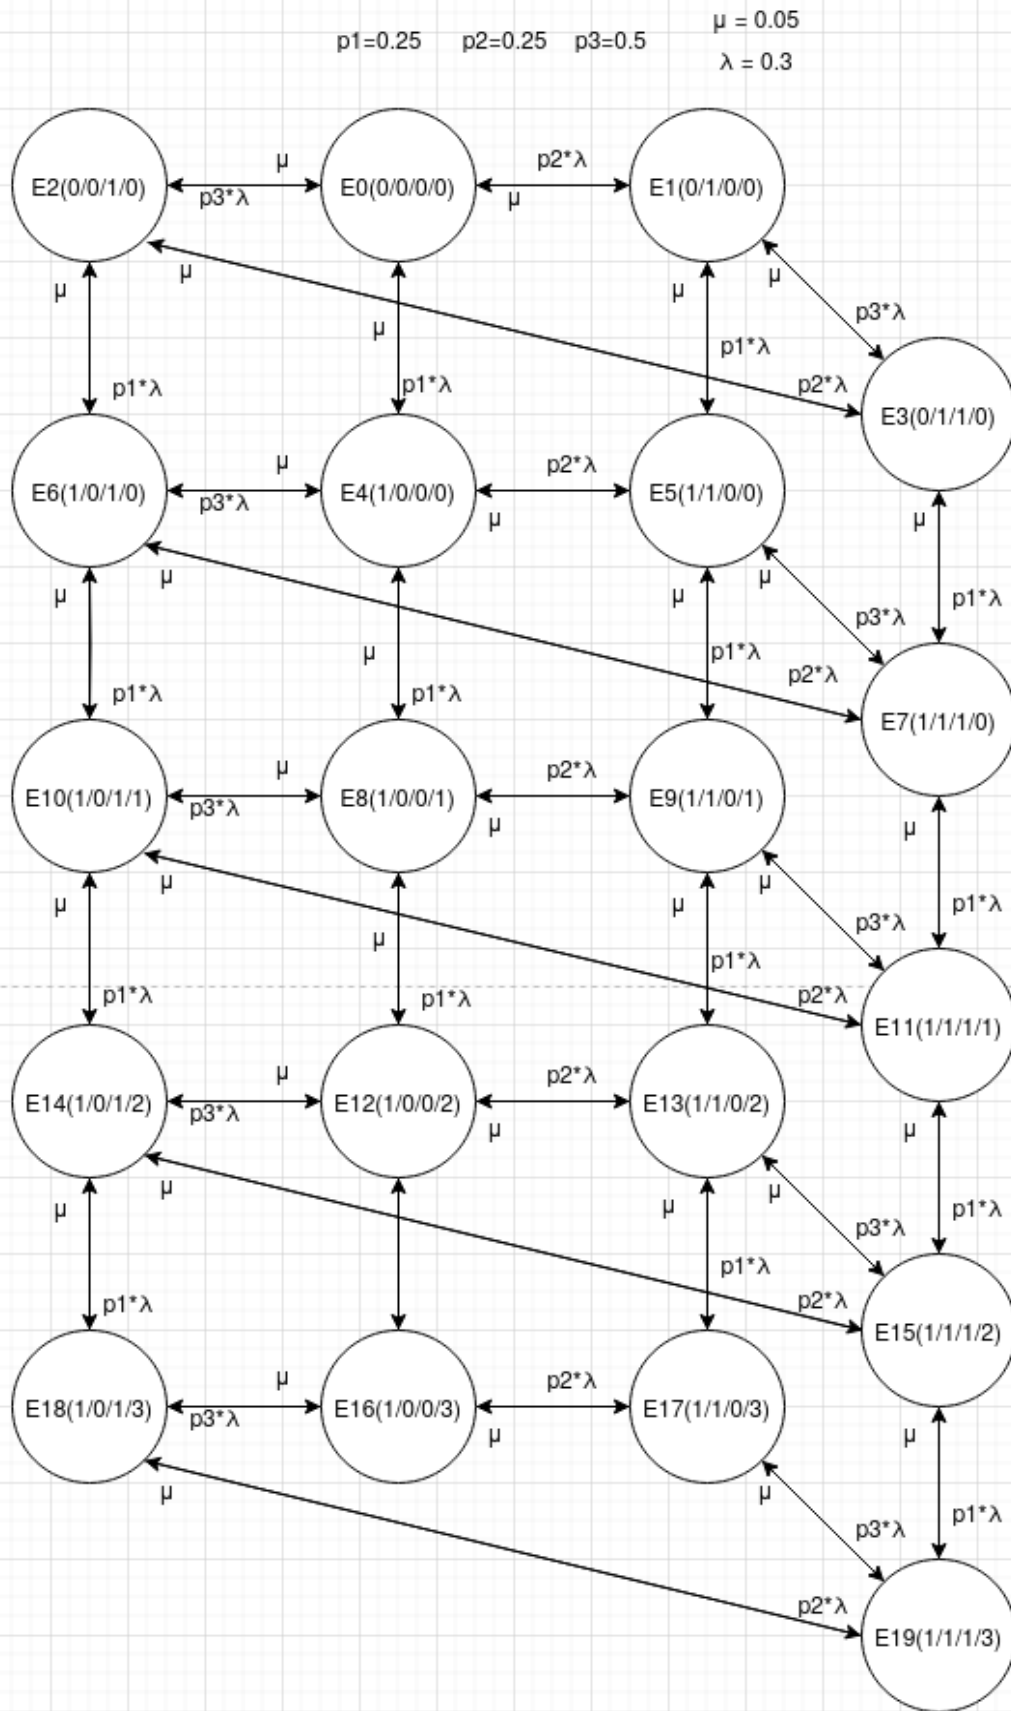 μ = 0.05
p1=0.25 p2=0.25 p3=0.5
λ = 0.3
μ p2*λ
E2(0/0/1/0) E0(0/0/0/0) E1(0/1/0/0)
p3*λ μ
μ μ
μ μ
μ p3*λ
p1*λ
p1*λ p1*λ p2*λ
E3(0/1/1/0)
μ p2*λ
E6(1/0/1/0) E4(1/0/0/0) E5(1/1/0/0)
p3*λ μ μ
μ μ
μ μ p1*λ
p3*λ
μ p1*λ
p2*λ
p1*λ p1*λ
E7(1/1/1/0)
μ p2*λ
E10(1/0/1/1) E8(1/0/0/1) E9(1/1/0/1)
p3*λ μ μ
μ μ
μ μ p1*λ
p3*λ
μ p1*λ
p1*λ p1*λ p2*λ
E11(1/1/1/1)
μ p2*λ
E14(1/0/1/2) E12(1/0/0/2) E13(1/1/0/2)
p3*λ μ μ
μ μ
μ μ p1*λ
p3*λ
p1*λ
p1*λ p2*λ
E15(1/1/1/2)
μ p2*λ
E18(1/0/1/3) E16(1/0/0/3) E17(1/1/0/3)
p3*λ μ μ
μ μ
p1*λ
p3*λ
p2*λ
E19(1/1/1/3)